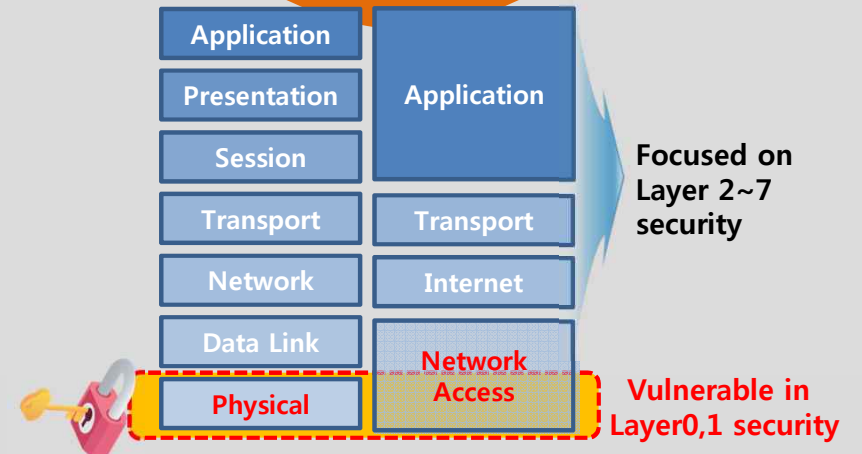 Application
Presentation
Session
Transport
Network
Data Link
Physical
Application
Transport
Internet
Network
Access
Focused on
Layer 2~7
security
Vulnerable in
Layer0,1 security